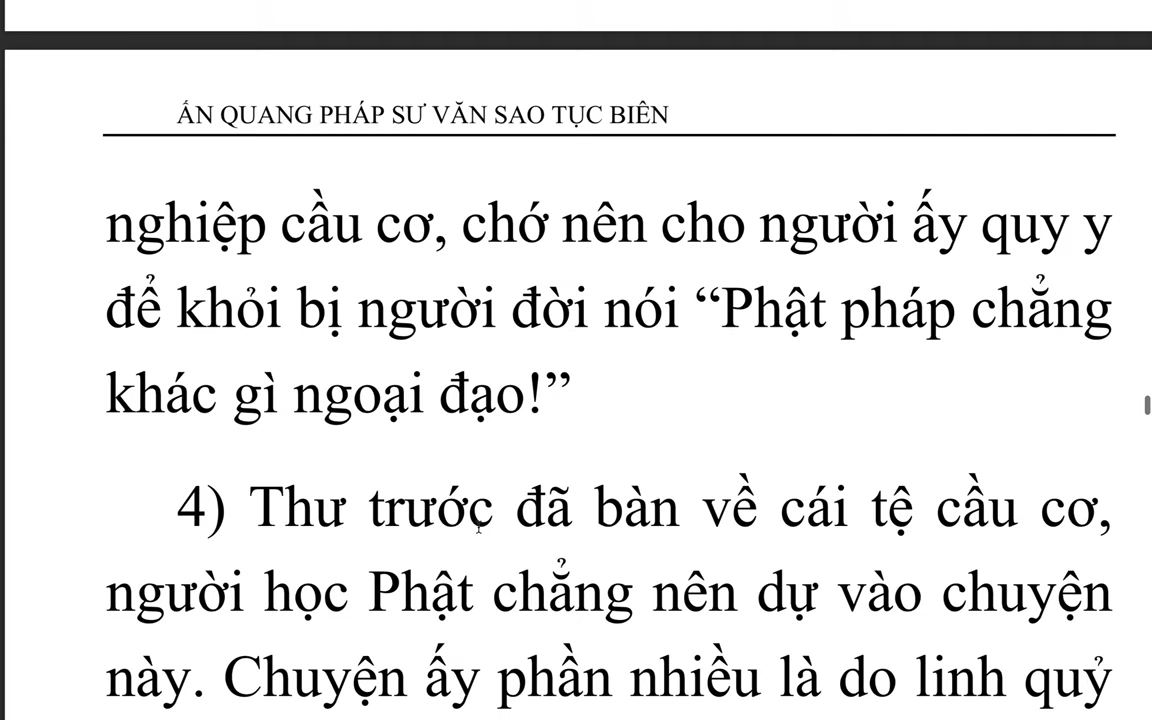 ẤN QUANG PHÁP SƯ VĂN SAO TỤC BIÊN
nghiệp cầu cơ, chớ nên cho người ấy quy y
để khỏi bị người đời nói “Phật pháp chẳng
khác gì ngoại đạo!”
4) Thư trước đã bàn về cái tệ cầu cơ,
người học Phật chẳng nên dự vào chuyện
này. Chuyện ấy phần nhiều là do linh quỷ